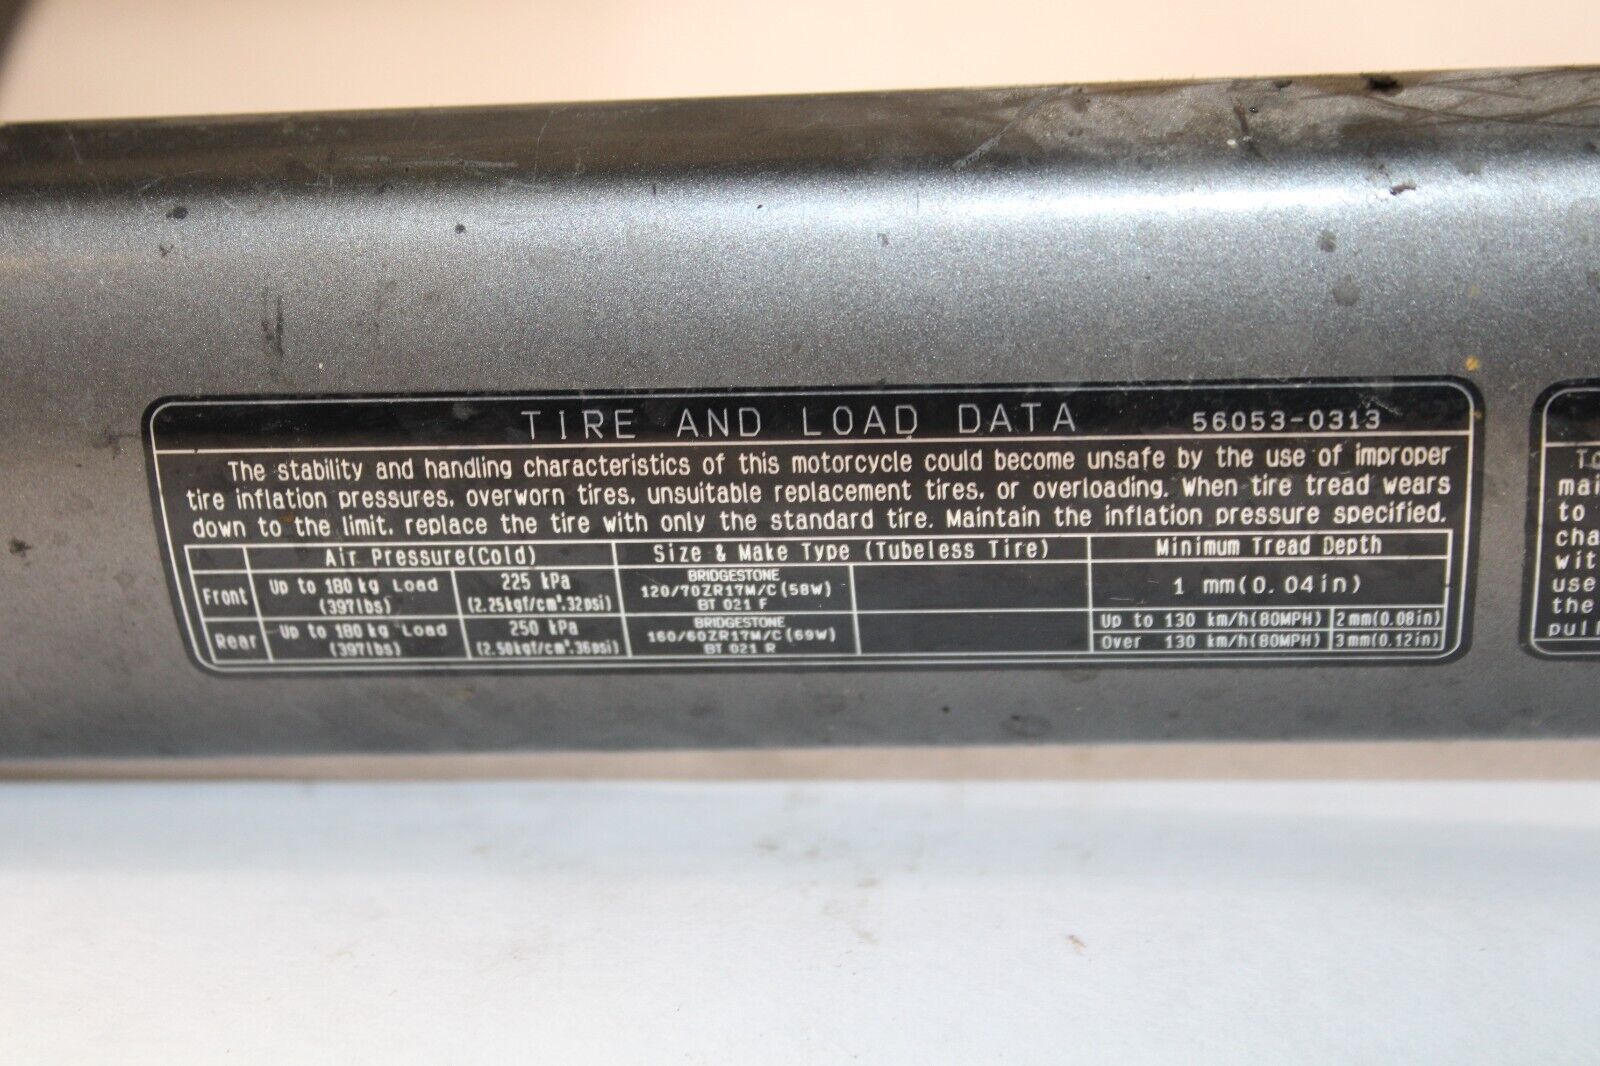 TIRE AND LOAD DATA 56053-0313
The stability and handling characteristics of this motorcycle could become unsafe by the use of improper
tire inflation pressures, overworn tires, unsuitable replacement tires, or overloading. When tire tread wears
down to the limit, replace the tire with only the standard tire. Maintain the inflation pressure specified.
Air Pressure(Cold) Size & Make Type (Tubeless Tire) Minimum Tread Depth
Front Up to 180 kg Load (397lbs) 225 kPa (2.25kgf/cm²,32psi) BRIDGESTONE 120/70ZR17M/C(58W) BT 021 F 1 mm(0.04in)
Rear Up to 180 kg Load (397lbs) 250 kPa (2.50kgf/cm²,36psi) BRIDGESTONE 160/60ZR17M/C(69W) BT 021 R Up to 130 km/h(80MPH) 2mm(0.08in)
Over 130 km/h(80MPH) 3mm(0.12in)
to
use
the